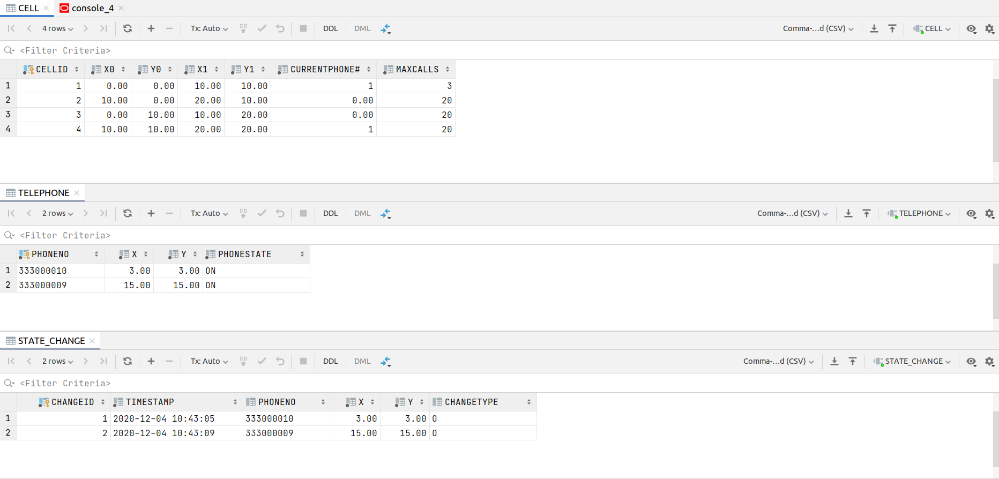 CELL console_4
4 rows Tx: Auto DB DDL DML Comma-...d (CSV) CELL
<Filter Criteria>
CELLID X0 Y0 X1 Y1 CURRENTPHONE# MAXCALLS
1 1 0.00 0.00 10.00 10.00 1 3
2 2 10.00 0.00 20.00 10.00 0.00 20
3 3 0.00 10.00 10.00 20.00 0.00 20
4 4 10.00 10.00 20.00 20.00 1 20
TELEPHONE
2 rows Tx: Auto DB DDL DML Comma-...d (CSV) TELEPHONE
<Filter Criteria>
PHONENO X Y PHONESTATE
1 333000010 3.00 3.00 ON
2 333000009 15.00 15.00 ON
STATE_CHANGE
2 rows Tx: Auto DB DDL DML Comma-...d (CSV) STATE_CHANGE
<Filter Criteria>
CHANGEID TIMESTAMP PHONENO X Y CHANGETYPE
1 1 2020-12-04 10:43:05 333000010 3.00 3.00 O
2 2 2020-12-04 10:43:09 333000009 15.00 15.00 O